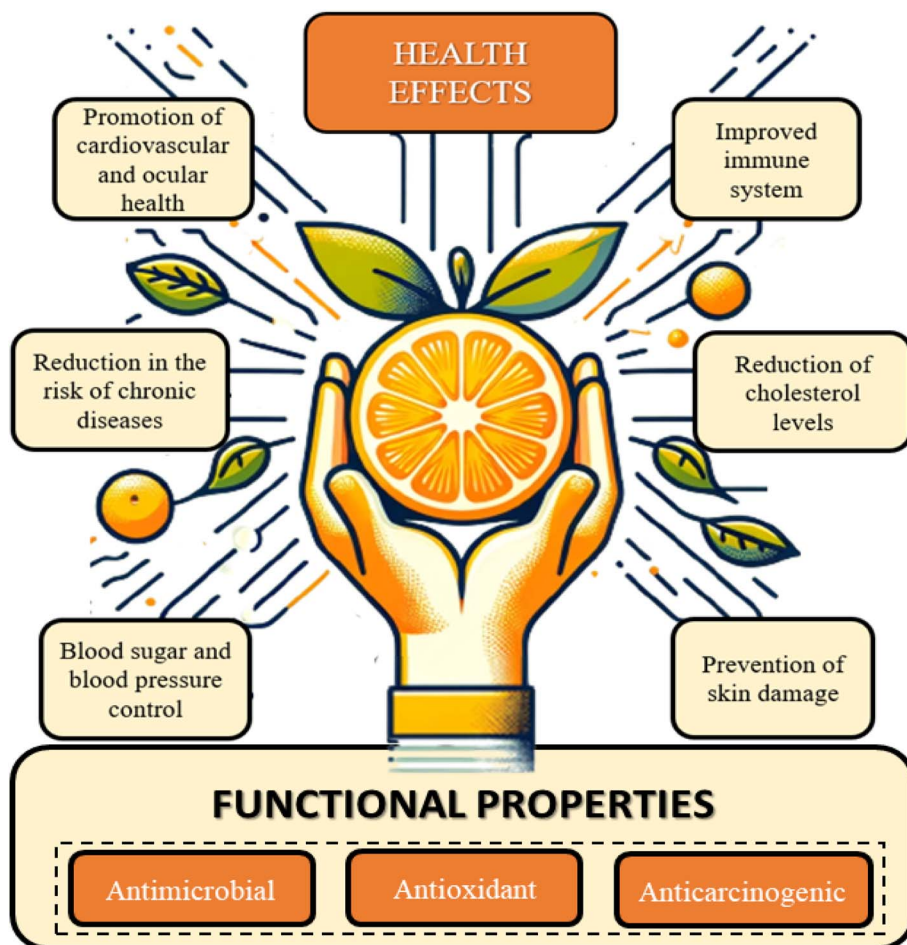 HEALTH
EFFECTS
Promotion of
cardiovascular
and ocular
health
Improved
immune
system
Reduction in the
risk of chronic
diseases
Reduction of
cholesterol
levels
Blood sugar and
blood pressure
control
Prevention of
skin damage
FUNCTIONAL PROPERTIES
Antimicrobial
Antioxidant
Anticarcinogenic